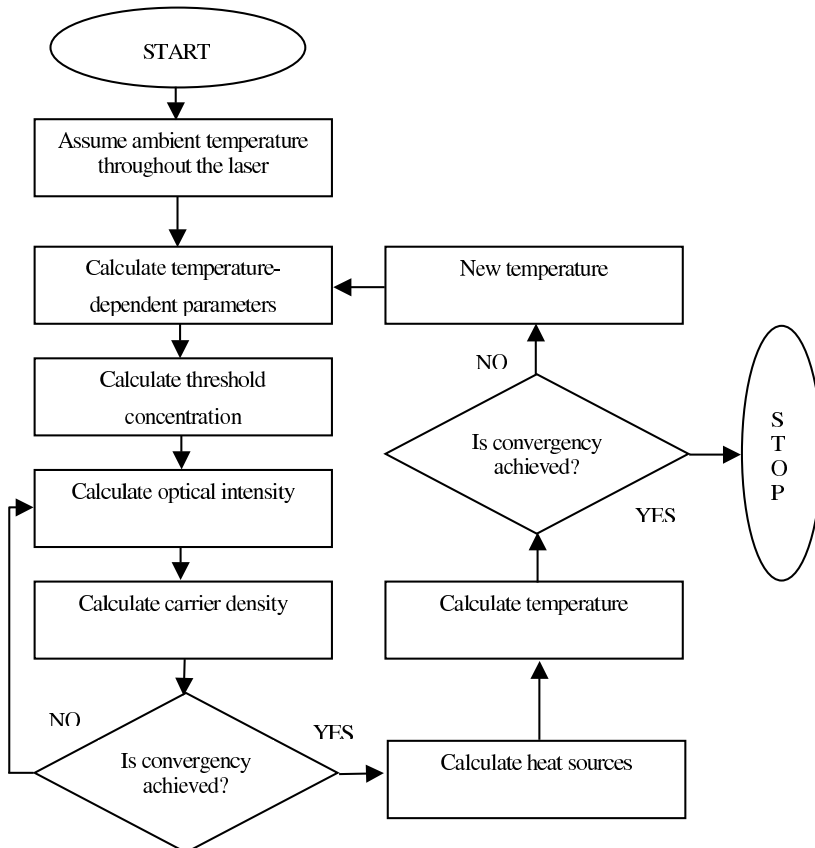 START
Assume ambient temperature
throughout the laser
Calculate temperature-
dependent parameters
Calculate threshold
concentration
Calculate optical intensity
Calculate carrier density
NO
YES
Is convergency
achieved?
Calculate heat sources
Calculate temperature
Is convergency
achieved?
NO
YES
New temperature
S
T
O
P